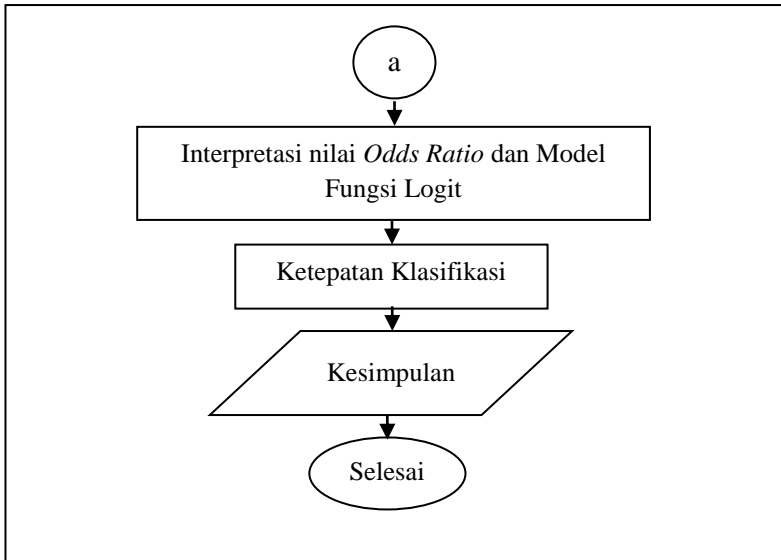 a
Interpretasi nilai Odds Ratio dan Model
Fungsi Logit
Ketepatan Klasifikasi
Kesimpulan
Selesai